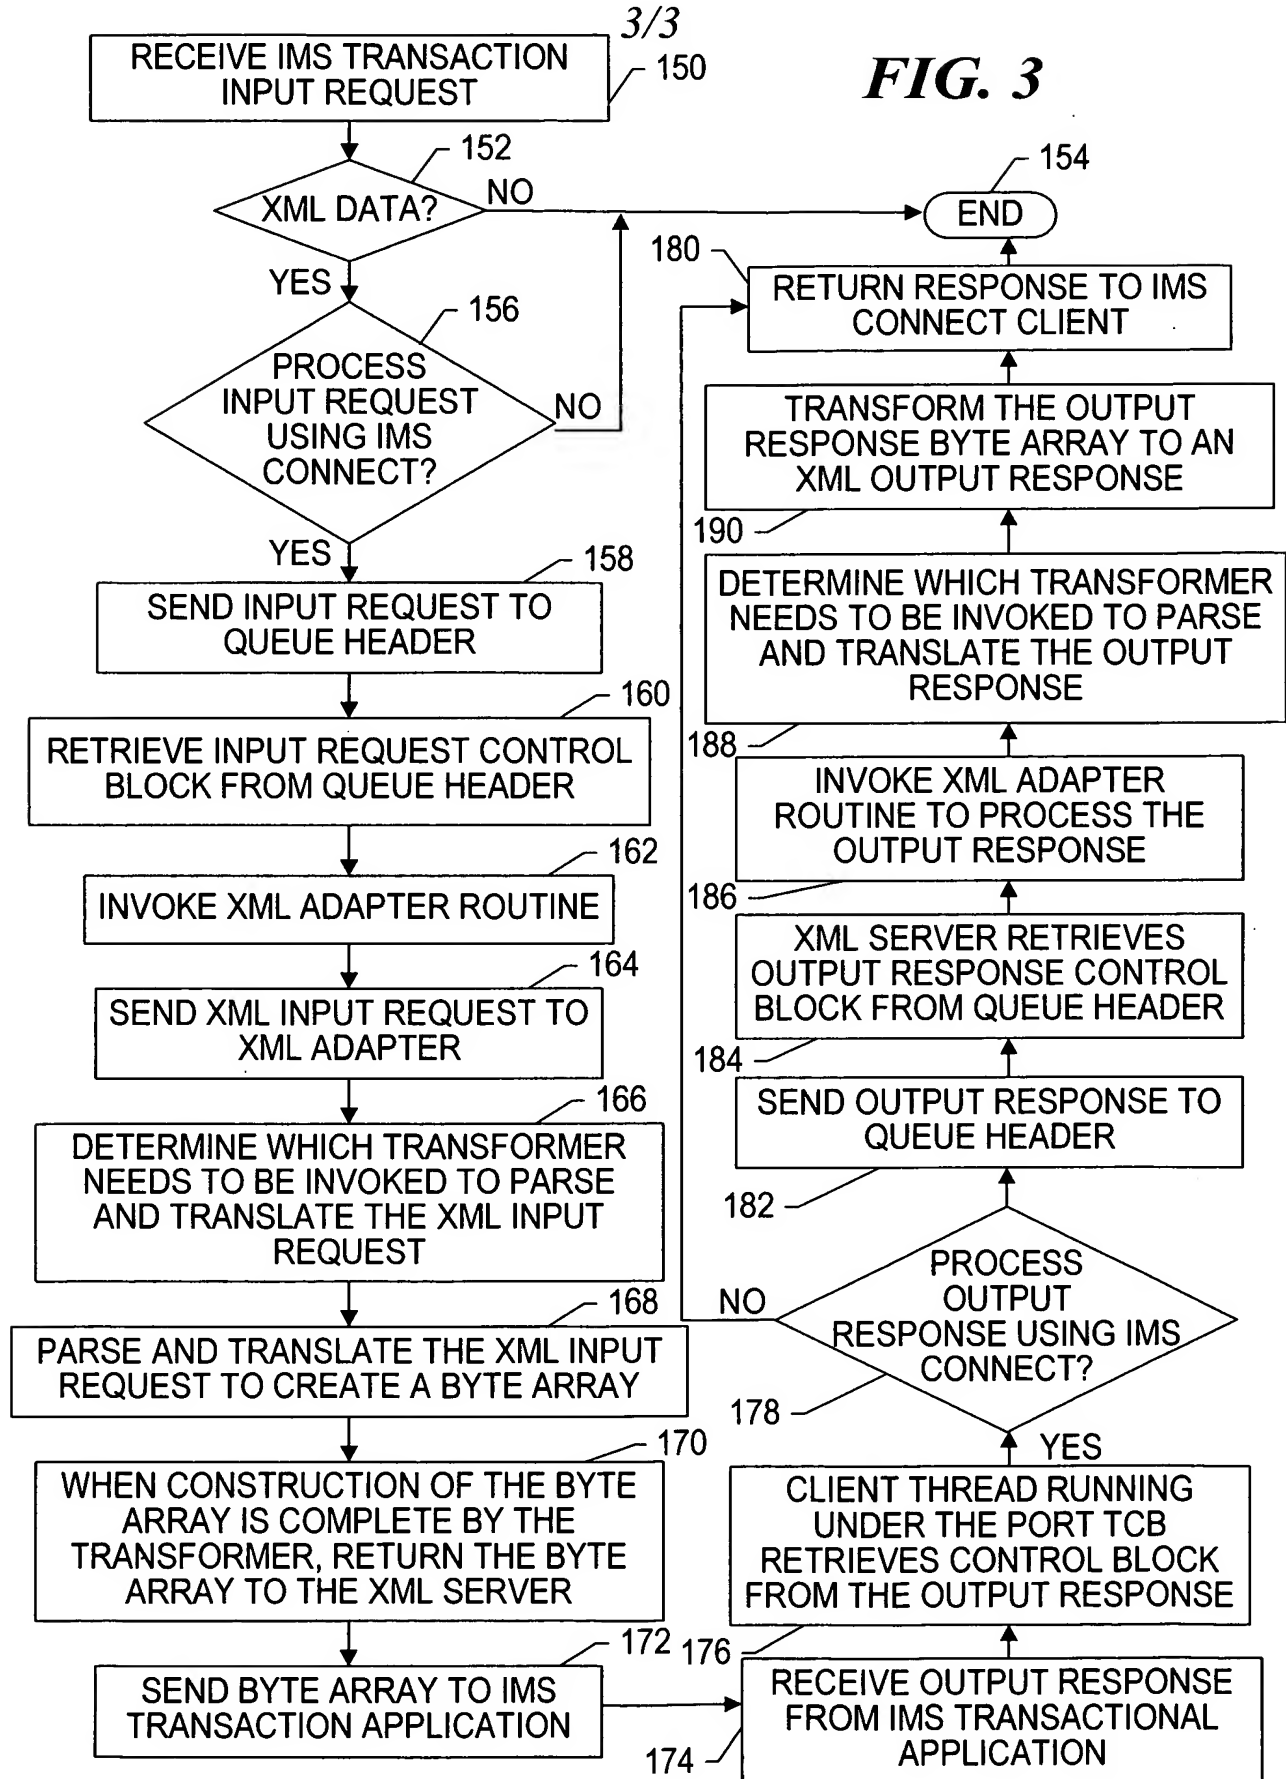 3/3
FIG. 3
RECEIVE IMS TRANSACTION
INPUT REQUEST
150
152
XML DATA?
NO
YES
154
END
156
PROCESS
INPUT REQUEST
USING IMS
CONNECT?
NO
YES
158
SEND INPUT REQUEST TO
QUEUE HEADER
160
RETRIEVE INPUT REQUEST CONTROL
BLOCK FROM QUEUE HEADER
162
INVOKE XML ADAPTER ROUTINE
164
SEND XML INPUT REQUEST TO
XML ADAPTER
166
DETERMINE WHICH TRANSFORMER
NEEDS TO BE INVOKED TO PARSE
AND TRANSLATE THE XML INPUT
REQUEST
168
PARSE AND TRANSLATE THE XML INPUT
REQUEST TO CREATE A BYTE ARRAY
170
WHEN CONSTRUCTION OF THE BYTE
ARRAY IS COMPLETE BY THE
TRANSFORMER, RETURN THE BYTE
ARRAY TO THE XML SERVER
172
SEND BYTE ARRAY TO IMS
TRANSACTION APPLICATION
180
RETURN RESPONSE TO IMS
CONNECT CLIENT
TRANSFORM THE OUTPUT
RESPONSE BYTE ARRAY TO AN
XML OUTPUT RESPONSE
190
DETERMINE WHICH TRANSFORMER
NEEDS TO BE INVOKED TO PARSE
AND TRANSLATE THE OUTPUT
RESPONSE
188
INVOKE XML ADAPTER
ROUTINE TO PROCESS THE
OUTPUT RESPONSE
186
XML SERVER RETRIEVES
OUTPUT RESPONSE CONTROL
BLOCK FROM QUEUE HEADER
184
SEND OUTPUT RESPONSE TO
QUEUE HEADER
182
PROCESS
OUTPUT
RESPONSE USING IMS
CONNECT?
NO
178
YES
CLIENT THREAD RUNNING
UNDER THE PORT TCB
RETRIEVES CONTROL BLOCK
FROM THE OUTPUT RESPONSE
176
RECEIVE OUTPUT RESPONSE
FROM IMS TRANSACTIONAL
APPLICATION
174